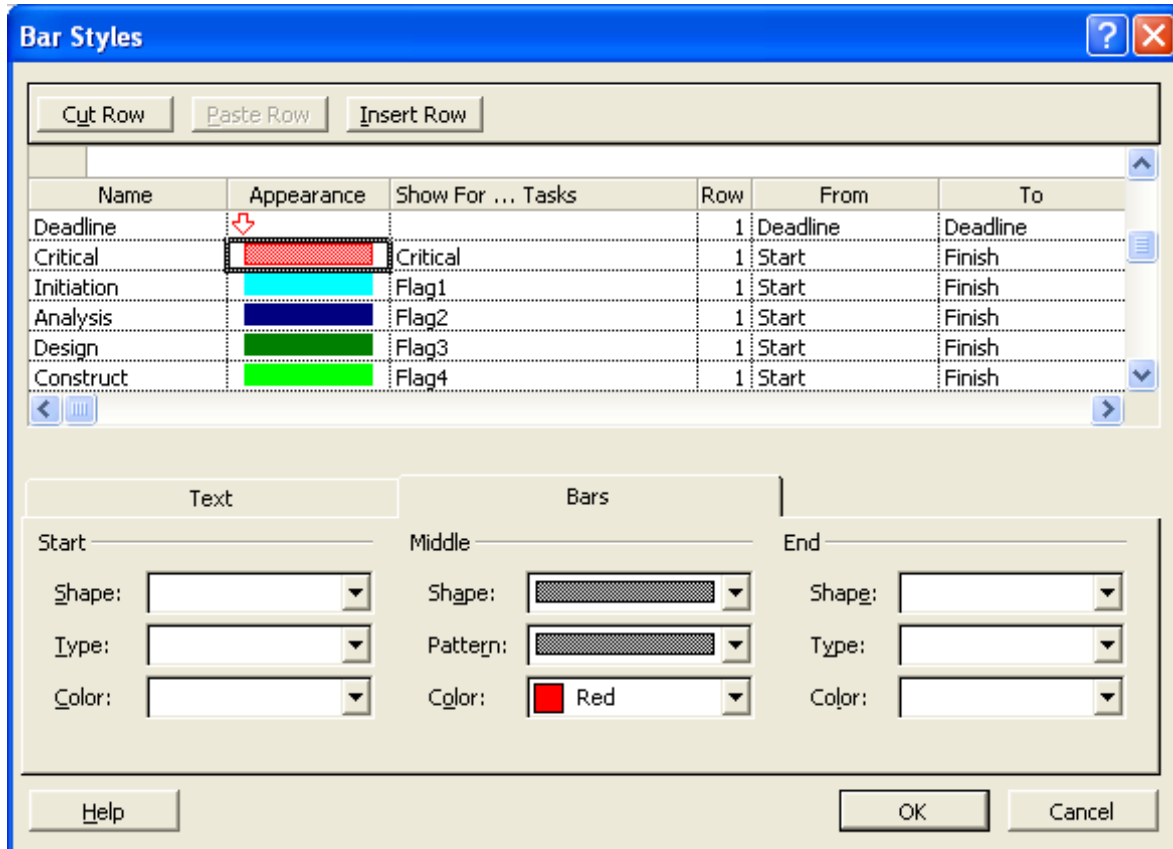 Bar Styles
Cut Row Paste Row Insert Row
Name Appearance Show For ... Tasks Row From To
Deadline 1 Deadline Deadline
Critical Critical 1 Start Finish
Initiation Flag1 1 Start Finish
Analysis Flag2 1 Start Finish
Design Flag3 1 Start Finish
Construct Flag4 1 Start Finish
Text Bars
Start Middle End
Shape: Shape: Shape:
Type: Pattern: Type:
Color: Color: Red Color:
Help OK Cancel